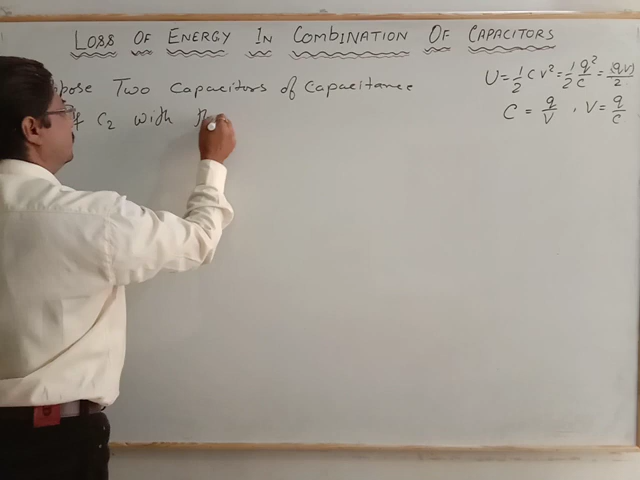 LOSS OF ENERGY IN COMBINATION OF CAPACITORS
U = 1/2 C V² = 1/2 q²/C = (qV)/2
C = q/V , V = q/C
pose Two Capacitors of Capacitance
C₂ with